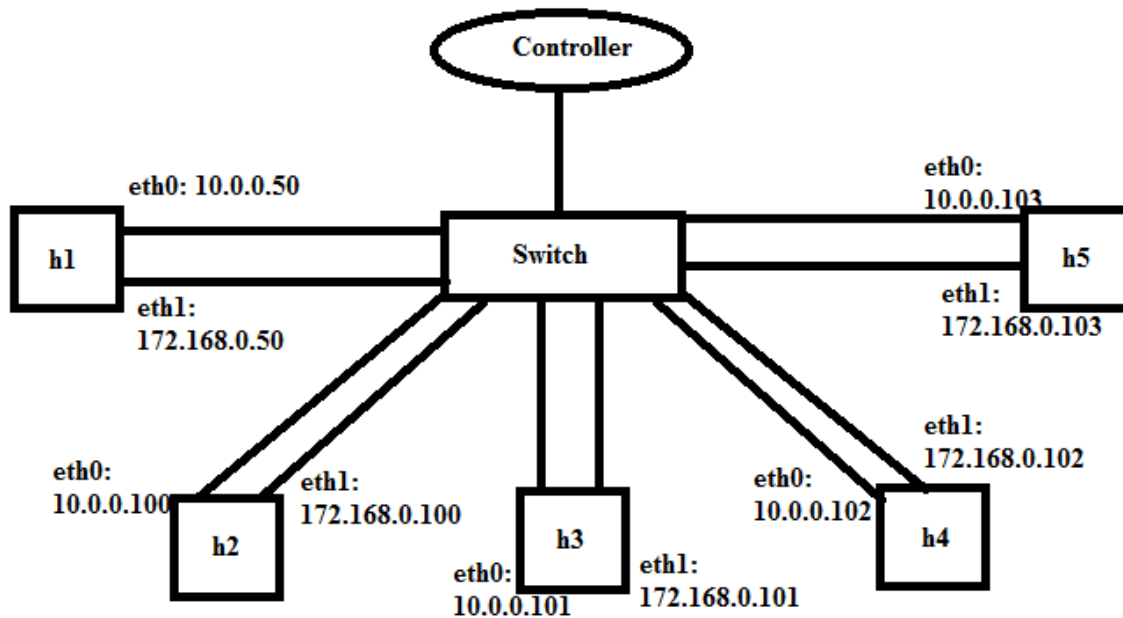 Controller
eth0: 10.0.0.50
eth0:
10.0.0.103
h1
Switch
h5
eth1:
172.168.0.50
eth1:
172.168.0.103
eth0:
10.0.0.100
eth1:
172.168.0.100
h2
eth0:
10.0.0.101
h3
eth1:
172.168.0.101
eth0:
10.0.0.102
eth1:
172.168.0.102
h4